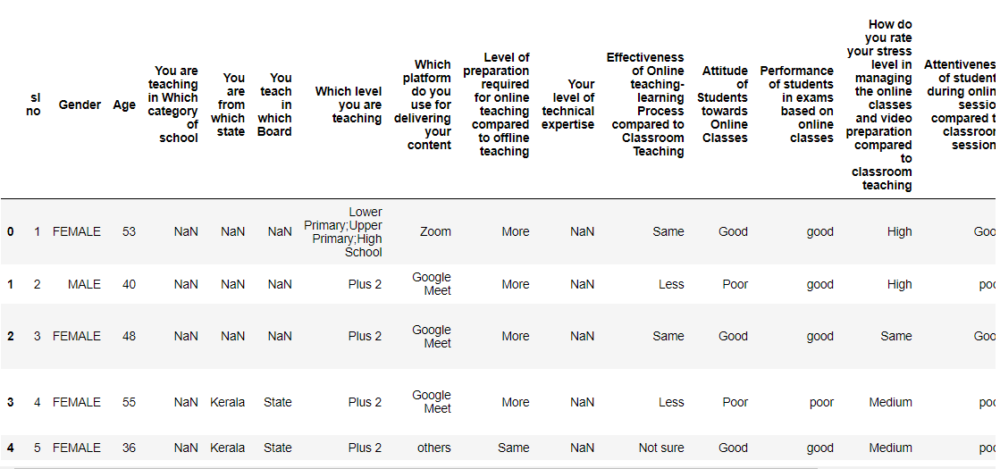 sl
no
Gender
Age
You are
teaching
in Which
category
of
school
You
are
from
which
state
You
teach
in
which
Board
Which level
you are
teaching
Which
platform
do you
use for
delivering
your
content
Level of
preparation
required
for online
teaching
compared
to offline
teaching
Your
level of
technical
expertise
Effectiveness
of Online
teaching-
learning
Process
compared to
Classroom
Teaching
Attitude
of
Students
towards
Online
Classes
Performance
of students
in exams
based on
online
classes
How do
you rate
your stress
level in
managing
the online
classes
and video
preparation
compared
to
classroom
teaching
Attentivenes
of student
during onlin
sessio
compared t
classroo
session
0 1 FEMALE 53 NaN NaN NaN
Lower
Primary;Upper
Primary;High
School
Zoom More NaN Same Good good High Goo
1 2 MALE 40 NaN NaN NaN Plus 2
Google
Meet
More NaN Less Poor good High poo
2 3 FEMALE 48 NaN NaN NaN Plus 2
Google
Meet
More NaN Same Good good Same Goo
3 4 FEMALE 55 NaN Kerala State Plus 2
Google
Meet
More NaN Less Poor poor Medium poo
4 5 FEMALE 36 NaN Kerala State Plus 2 others Same NaN Not sure Good good Medium poo